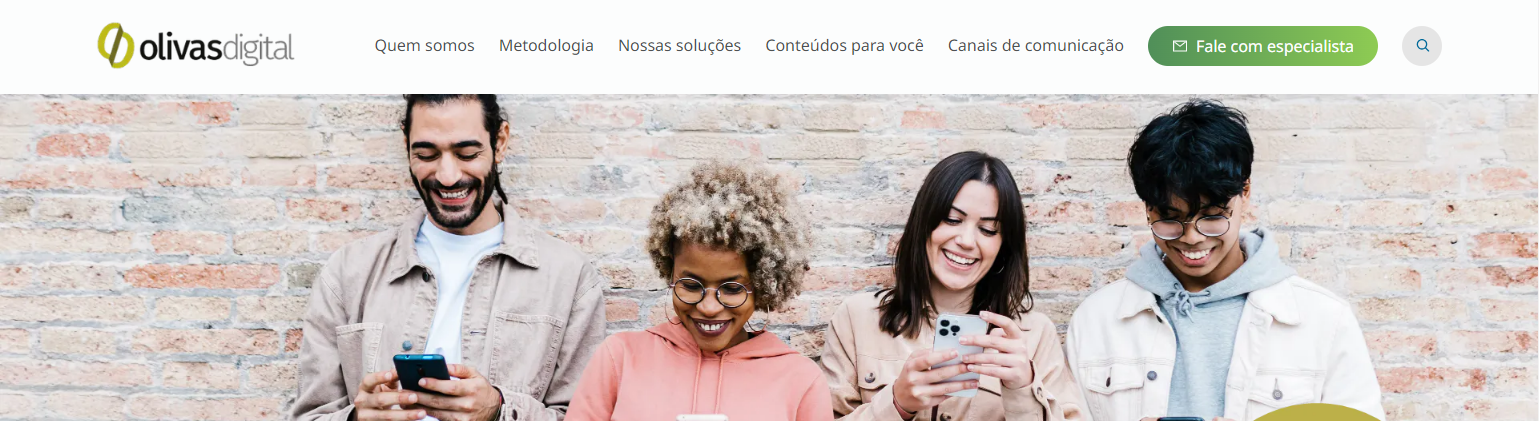 olivasdigital
Quem somos
Metodologia
Nossas soluções
Conteúdos para você
Canais de comunicação
Fale com especialista